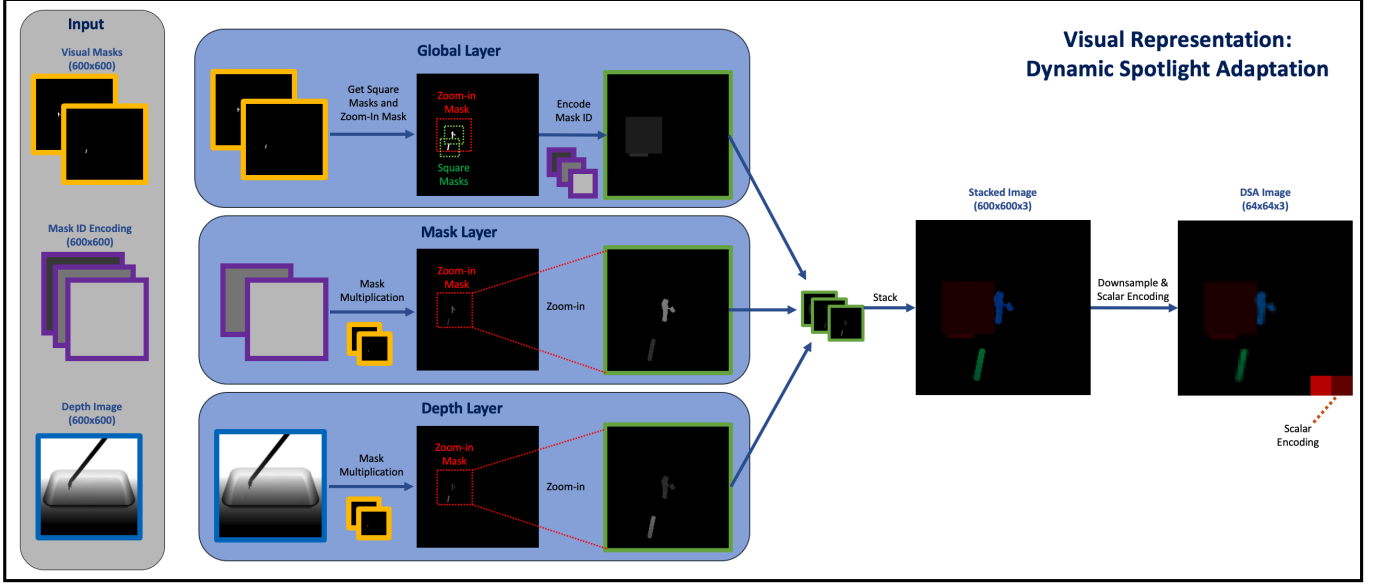 Input
Visual Masks
(600x600)
Mask ID Encoding
(600x600)
Depth Image
(600x600)
Global Layer
Get Square
Masks and
Zoom-In Mask
Zoom-in
Mask
Square
Masks
Encode
Mask ID
Mask Layer
Mask
Multiplication
Zoom-in
Mask
Zoom-in
Depth Layer
Mask
Multiplication
Zoom-in
Mask
Zoom-in
Stack
Visual Representation:
Dynamic Spotlight Adaptation
Stacked Image
(600x600x3)
Downsample &
Scalar Encoding
DSA Image
(64x64x3)
Scalar
Encoding